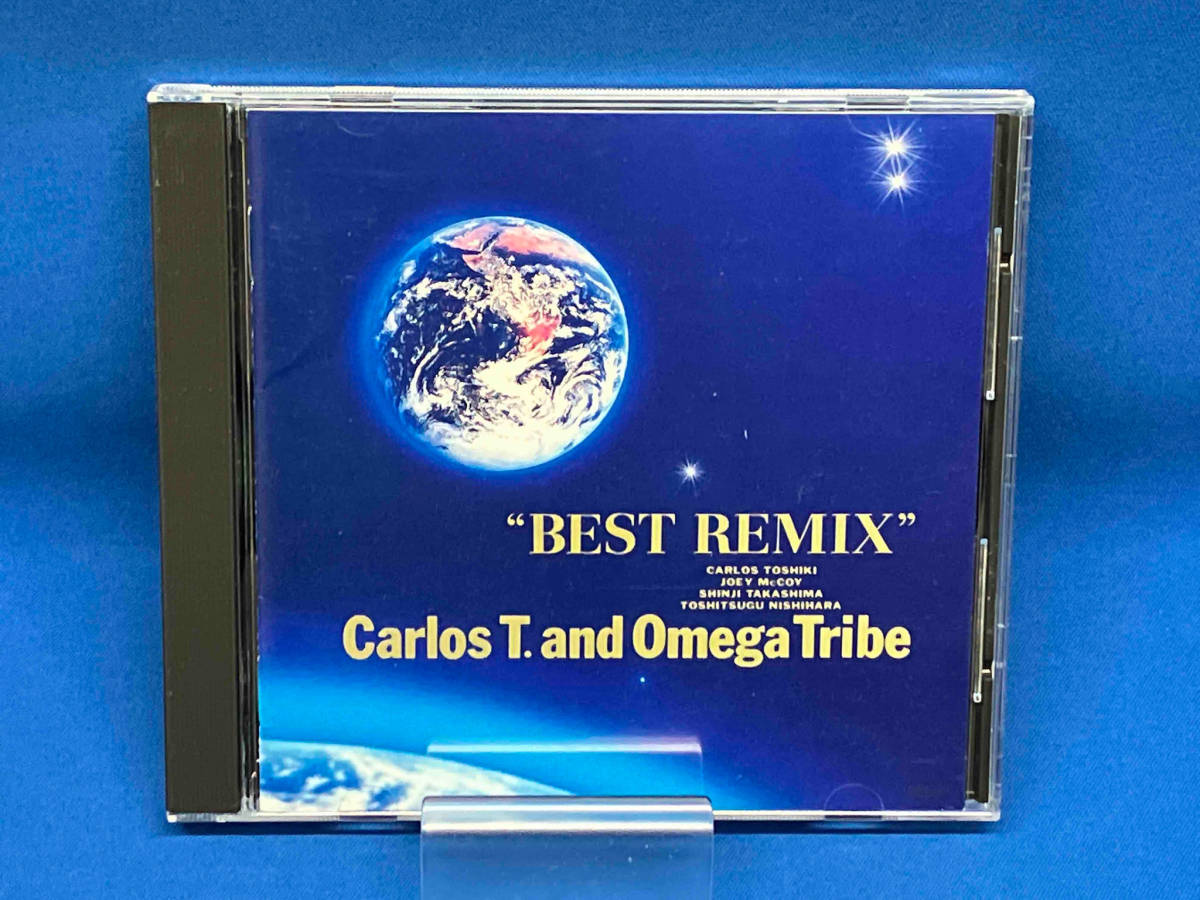 “BEST REMIX”
CARLOS TOSHIKI
JOEY McCOY
SHINJI TAKASHIMA
TOSHITSUGU NISHIHARA
Carlos T. and Omega Tribe